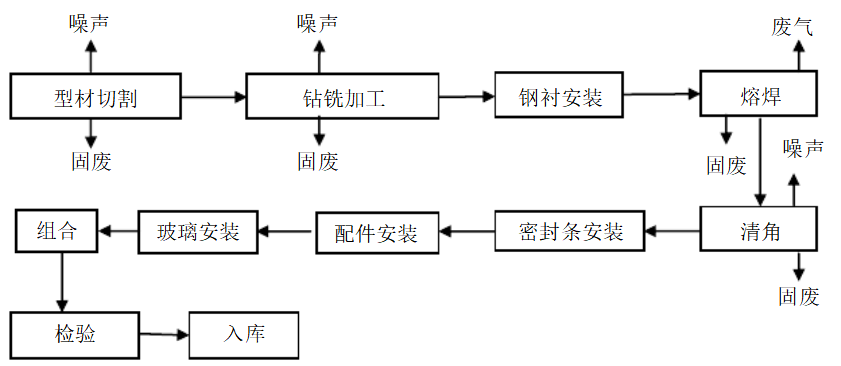 噪声
噪声
废气
型材切割
钻铣加工
钢衬安装
熔焊
固废
固废
固废
噪声
组合
玻璃安装
配件安装
密封条安装
清角
固废
检验
入库